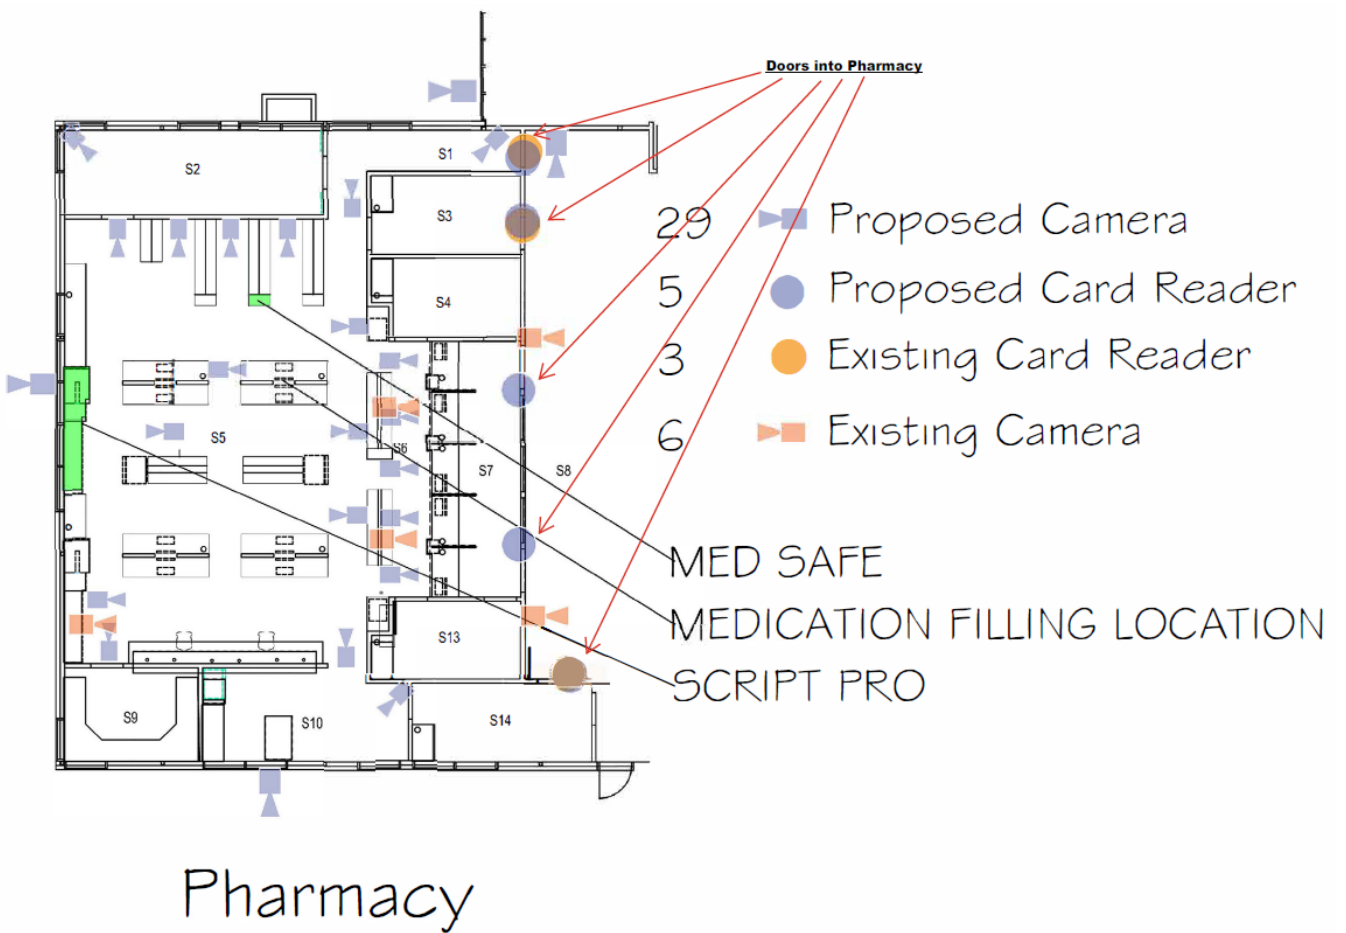 Doors into Pharmacy
S1
S2
S3
29 Proposed Camera
5 Proposed Card Reader
S4
3 Existing Card Reader
6 Existing Camera
S5
S6
S7
S8
MED SAFE
MEDICATION FILLING LOCATION
S13
SCRIPT PRO
S9
S10
S14
Pharmacy